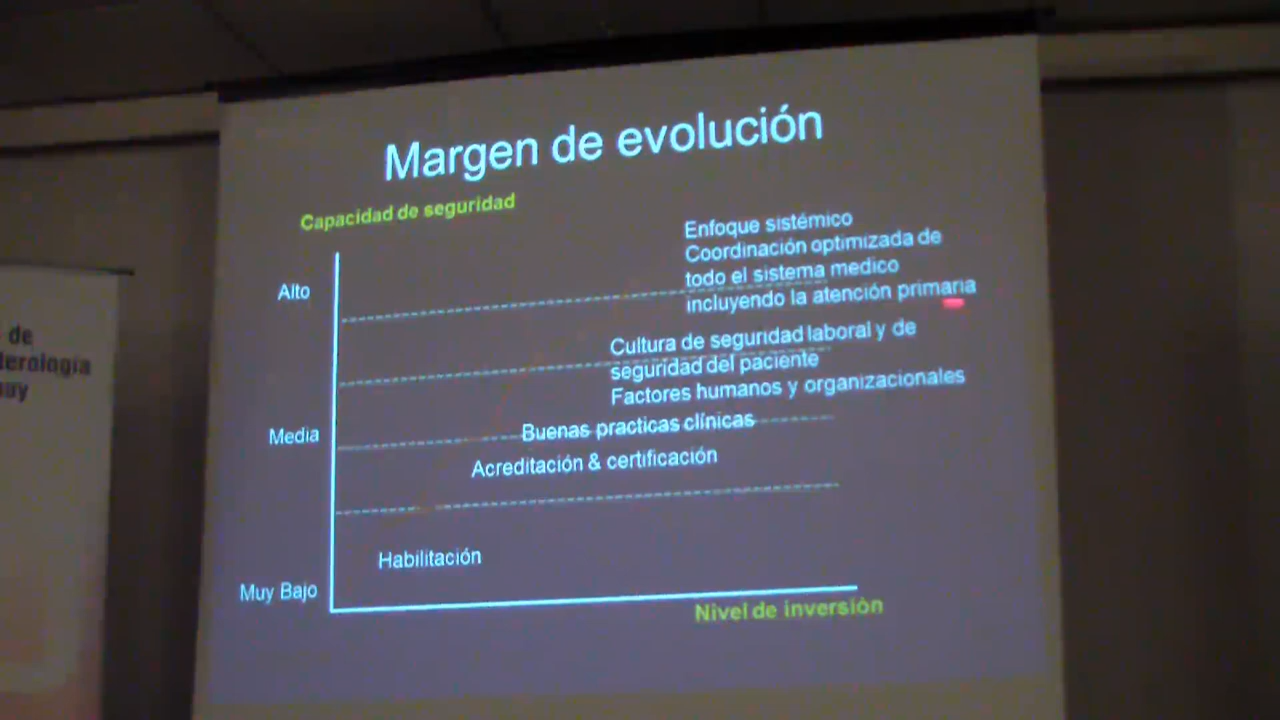 Margen de evolución
Capacidad de seguridad
Enfoque sistémico
Coordinación optimizada de
todo el sistema medico
incluyendo la atención primaria
Alto
Cultura de seguridad laboral y de
seguridad del paciente
Factores humanos y organizacionales
Buenas practicas clínicas
Media
Acreditación & certificación
Habilitación
Muy Bajo
Nivel de inversión
de